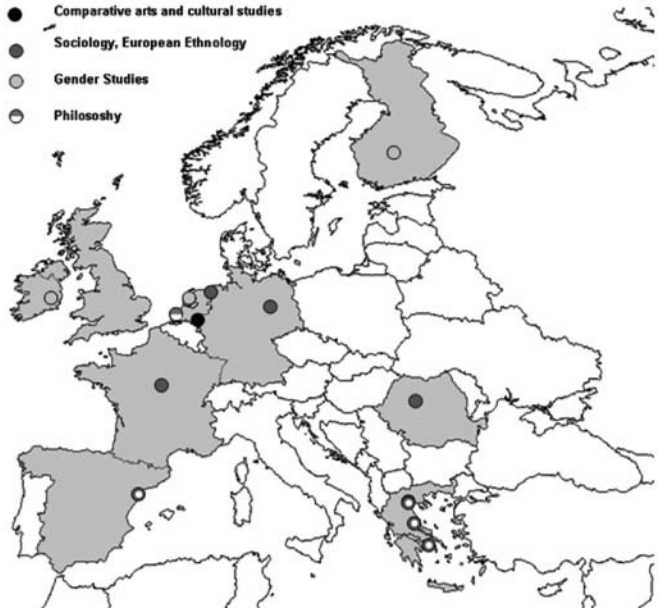 Comparative arts and cultural studies
Sociology, European Ethnology
Gender Studies
Philososhy